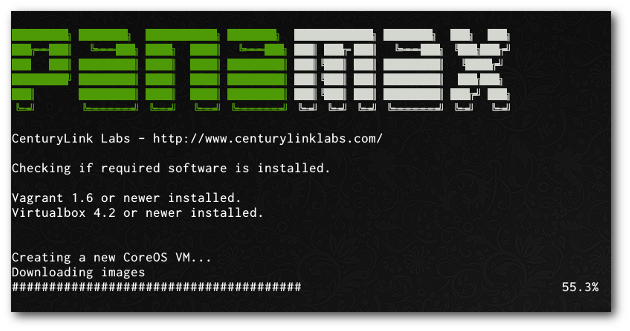 panamax
CenturyLink Labs - http://www.centurylinklabs.com/
Checking if required software is installed.
Vagrant 1.6 or newer installed.
Virtualbox 4.2 or newer installed.
Creating a new CoreOS VM...
Downloading images
####################################### 55.3%